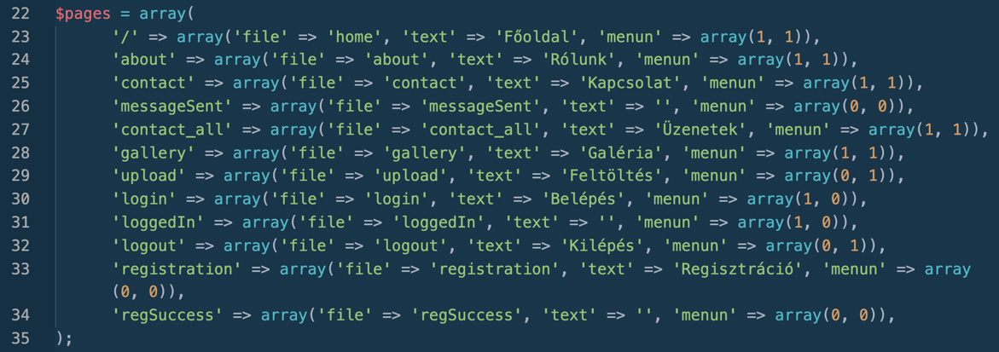 22 $pages = array(
23 '/' => array('file' => 'home', 'text' => 'Főoldal', 'menun' => array(1, 1)),
24 'about' => array('file' => 'about', 'text' => 'Rólunk', 'menun' => array(1, 1)),
25 'contact' => array('file' => 'contact', 'text' => 'Kapcsolat', 'menun' => array(1, 1)),
26 'messageSent' => array('file' => 'messageSent', 'text' => '', 'menun' => array(0, 0)),
27 'contact_all' => array('file' => 'contact_all', 'text' => 'Üzenetek', 'menun' => array(1, 1)),
28 'gallery' => array('file' => 'gallery', 'text' => 'Galéria', 'menun' => array(1, 1)),
29 'upload' => array('file' => 'upload', 'text' => 'Feltöltés', 'menun' => array(0, 1)),
30 'login' => array('file' => 'login', 'text' => 'Belépés', 'menun' => array(1, 0)),
31 'loggedIn' => array('file' => 'loggedIn', 'text' => '', 'menun' => array(1, 0)),
32 'logout' => array('file' => 'logout', 'text' => 'Kilépés', 'menun' => array(0, 1)),
33 'registration' => array('file' => 'registration', 'text' => 'Regisztráció', 'menun' => array
(0, 0)),
34 'regSuccess' => array('file' => 'regSuccess', 'text' => '', 'menun' => array(0, 0)),
35 );